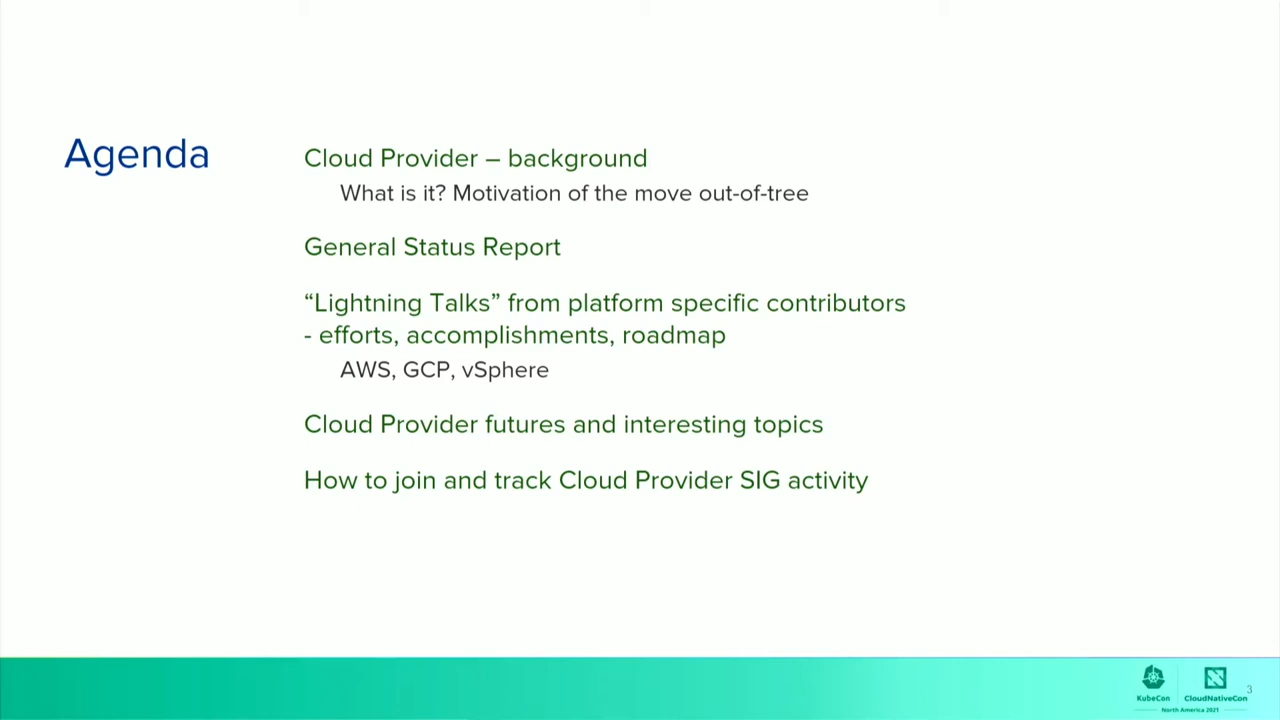 Agenda
Cloud Provider – background
What is it? Motivation of the move out-of-tree
General Status Report
“Lightning Talks” from platform specific contributors
- efforts, accomplishments, roadmap
AWS, GCP, vSphere
Cloud Provider futures and interesting topics
How to join and track Cloud Provider SIG activity
KubeCon
CloudNativeCon
North America 2021
3